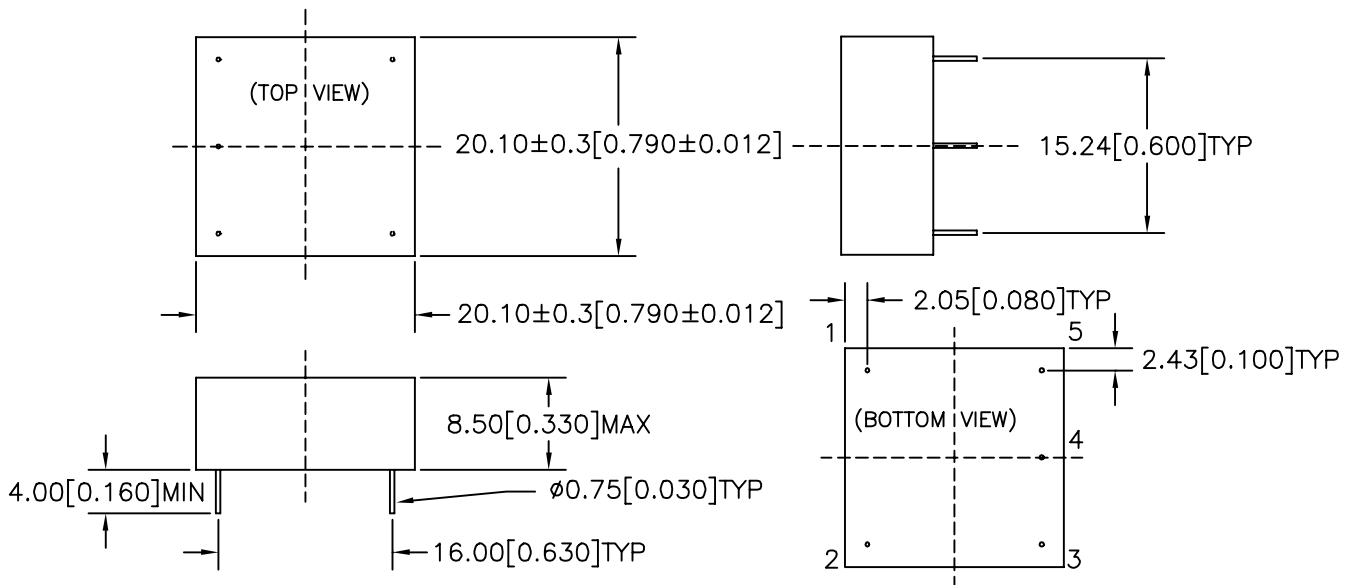 (TOP VIEW)
20.10±0.3[0.790±0.012]
15.24[0.600]TYP
20.10±0.3[0.790±0.012]
2.05[0.080]TYP
1
5
2.43[0.100]TYP
8.50[0.330]MAX
(BOTTOM VIEW)
4
4.00[0.160]MIN
ø0.75[0.030]TYP
16.00[0.630]TYP
2
3